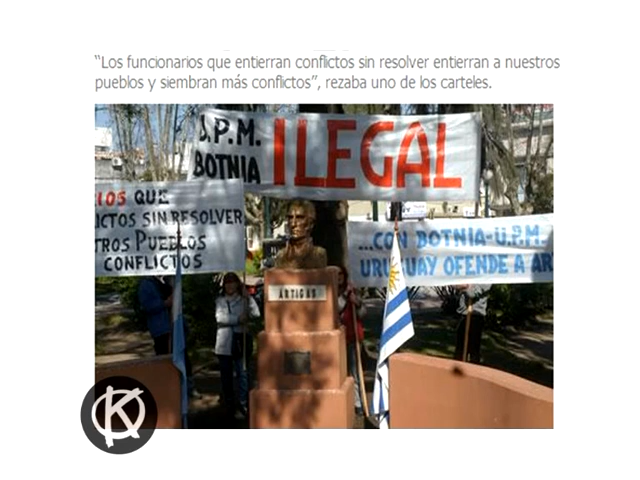 “Los funcionarios que entierran conflictos sin resolver entierran a nuestros
pueblos y siembran más conflictos”, rezaba uno de los carteles.
U.P.M. ILEGAL
BOTNIA
IOS QUE
ICTOS SIN RESOLVER
TROS PUEBLOS
CONFLICTOS
...CON BOTNIA-U.P.M.
URUGUAY OFENDE A AR
ARTIGAS
K